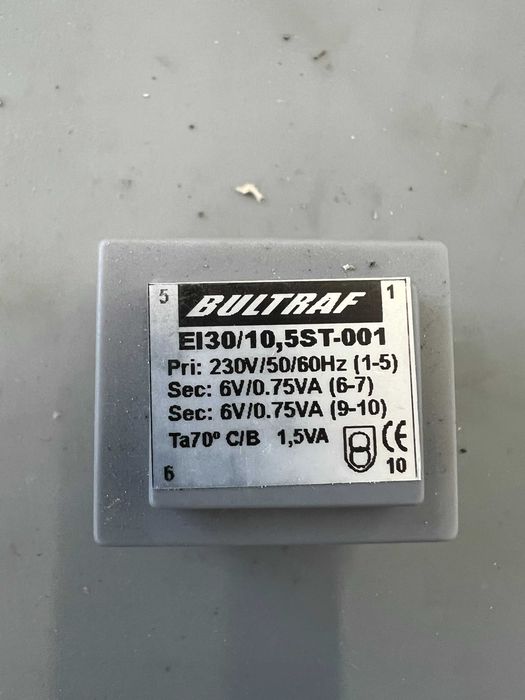 5 BULTRAF 1
EI30/10,5ST-001
Pri: 230V/50/60Hz (1-5)
Sec: 6V/0.75VA (6-7)
Sec: 6V/0.75VA (9-10)
Ta70º C/B 1,5VA CE
6 10